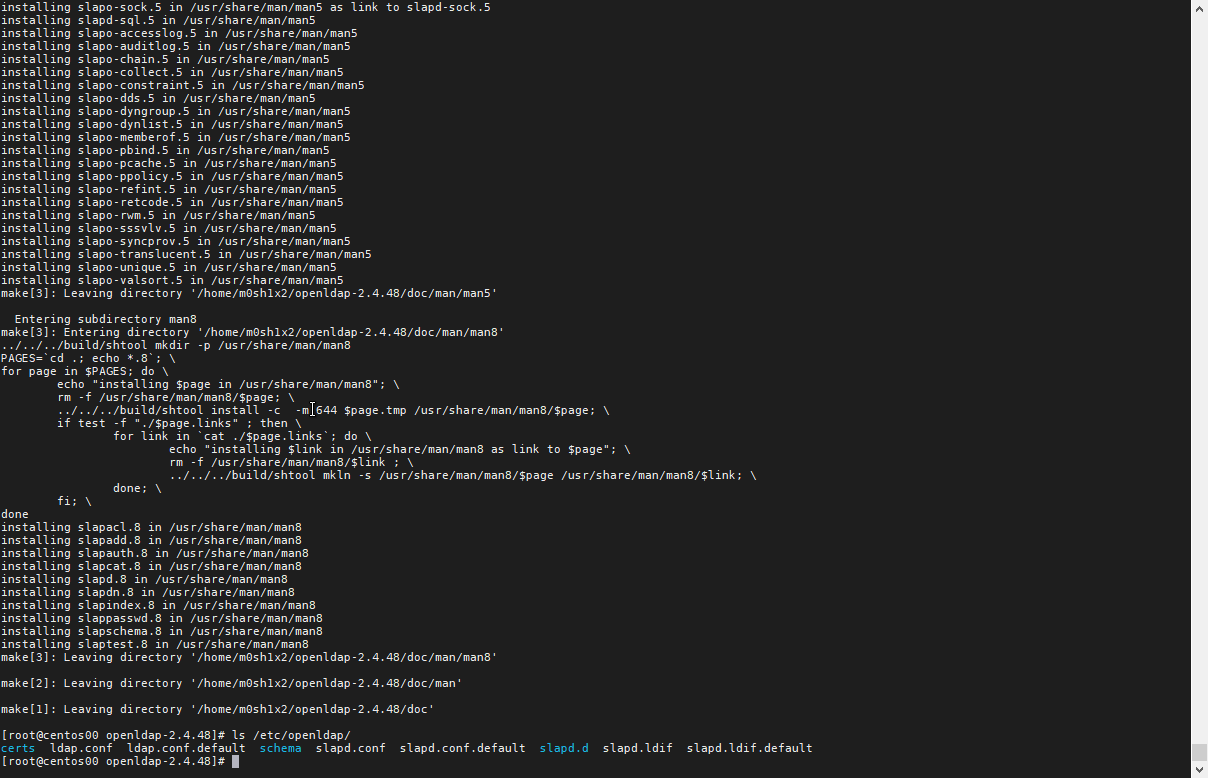 installing slapo-sock.5 in /usr/share/man/man5 as link to slapd-sock.5
installing slapd-sql.5 in /usr/share/man/man5
installing slapo-accesslog.5 in /usr/share/man/man5
installing slapo-auditlog.5 in /usr/share/man/man5
installing slapo-chain.5 in /usr/share/man/man5
installing slapo-collect.5 in /usr/share/man/man5
installing slapo-constraint.5 in /usr/share/man/man5
installing slapo-dds.5 in /usr/share/man/man5
installing slapo-dyngroup.5 in /usr/share/man/man5
installing slapo-dynlist.5 in /usr/share/man/man5
installing slapo-memberof.5 in /usr/share/man/man5
installing slapo-pbind.5 in /usr/share/man/man5
installing slapo-pcache.5 in /usr/share/man/man5
installing slapo-ppolicy.5 in /usr/share/man/man5
installing slapo-refint.5 in /usr/share/man/man5
installing slapo-retcode.5 in /usr/share/man/man5
installing slapo-rwm.5 in /usr/share/man/man5
installing slapo-sssvlv.5 in /usr/share/man/man5
installing slapo-syncprov.5 in /usr/share/man/man5
installing slapo-translucent.5 in /usr/share/man/man5
installing slapo-unique.5 in /usr/share/man/man5
installing slapo-valsort.5 in /usr/share/man/man5
make[3]: Leaving directory '/home/m0sh1x2/openldap-2.4.48/doc/man/man5'

  Entering subdirectory man8
make[3]: Entering directory '/home/m0sh1x2/openldap-2.4.48/doc/man/man8'
../../../build/shtool mkdir -p /usr/share/man/man8
PAGES=`cd .; echo *.8`; \
for page in $PAGES; do \
        echo "installing $page in /usr/share/man/man8"; \
        rm -f /usr/share/man/man8/$page; \
        ../../../build/shtool install -c  -m 644 $page.tmp /usr/share/man/man8/$page; \
        if test -f "./$page.links" ; then \
                for link in `cat ./$page.links`; do \
                        echo "installing $link in /usr/share/man/man8 as link to $page"; \
                        rm -f /usr/share/man/man8/$link ; \
                        ../../../build/shtool mkln -s /usr/share/man/man8/$page /usr/share/man/man8/$link; \
                done; \
        fi; \
done
installing slapacl.8 in /usr/share/man/man8
installing slapadd.8 in /usr/share/man/man8
installing slapauth.8 in /usr/share/man/man8
installing slapcat.8 in /usr/share/man/man8
installing slapd.8 in /usr/share/man/man8
installing slapdn.8 in /usr/share/man/man8
installing slapindex.8 in /usr/share/man/man8
installing slappasswd.8 in /usr/share/man/man8
installing slapschema.8 in /usr/share/man/man8
installing slaptest.8 in /usr/share/man/man8
make[3]: Leaving directory '/home/m0sh1x2/openldap-2.4.48/doc/man/man8'

make[2]: Leaving directory '/home/m0sh1x2/openldap-2.4.48/doc/man'

make[1]: Leaving directory '/home/m0sh1x2/openldap-2.4.48/doc'

[root@centos00 openldap-2.4.48]# ls /etc/openldap/
certs  ldap.conf  ldap.conf.default  schema  slapd.conf  slapd.conf.default  slapd.d  slapd.ldif  slapd.ldif.default
[root@centos00 openldap-2.4.48]#